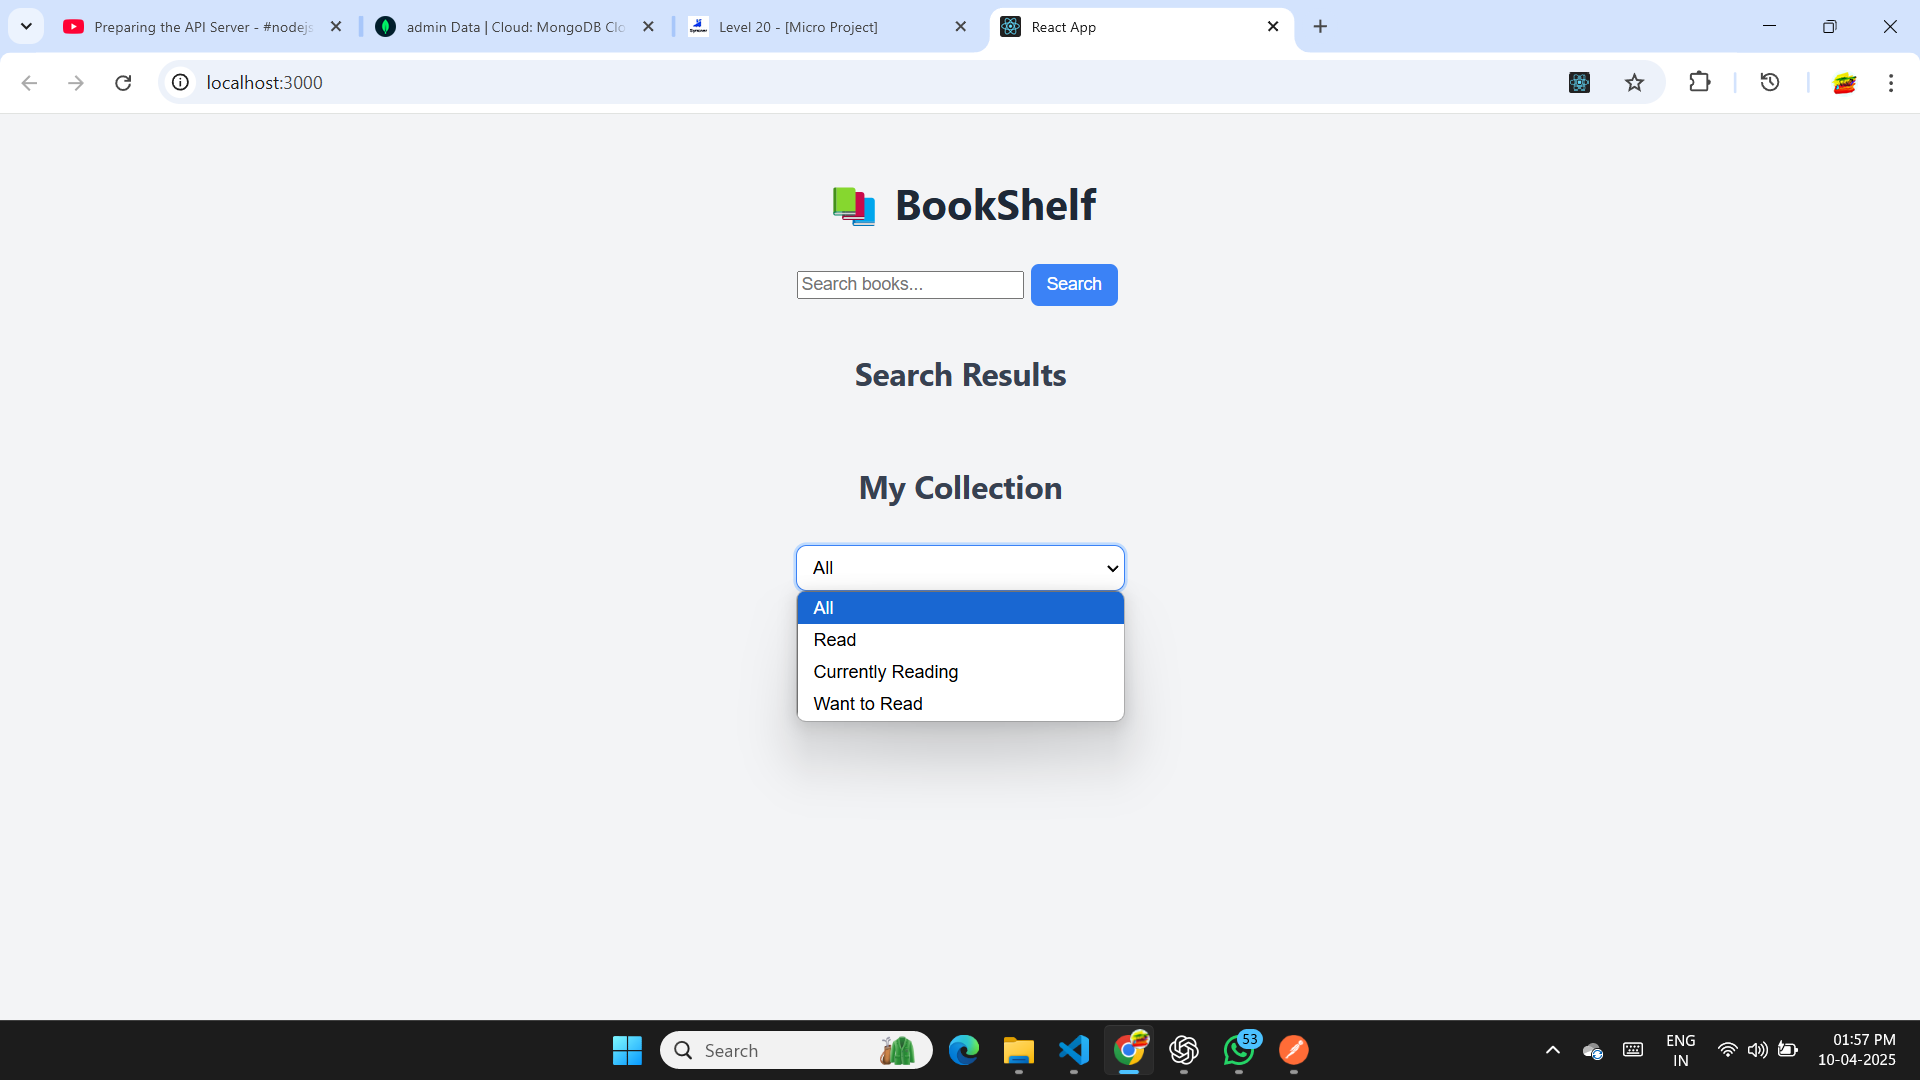 Preparing the API Server - #nodejs
admin Data | Cloud: MongoDB Clo
Level 20 - [Micro Project]
React App
localhost:3000
BookShelf
Search books...
Search
Search Results
My Collection
All
All
Read
Currently Reading
Want to Read
Search
53
ENG
IN
01:57 PM
10-04-2025